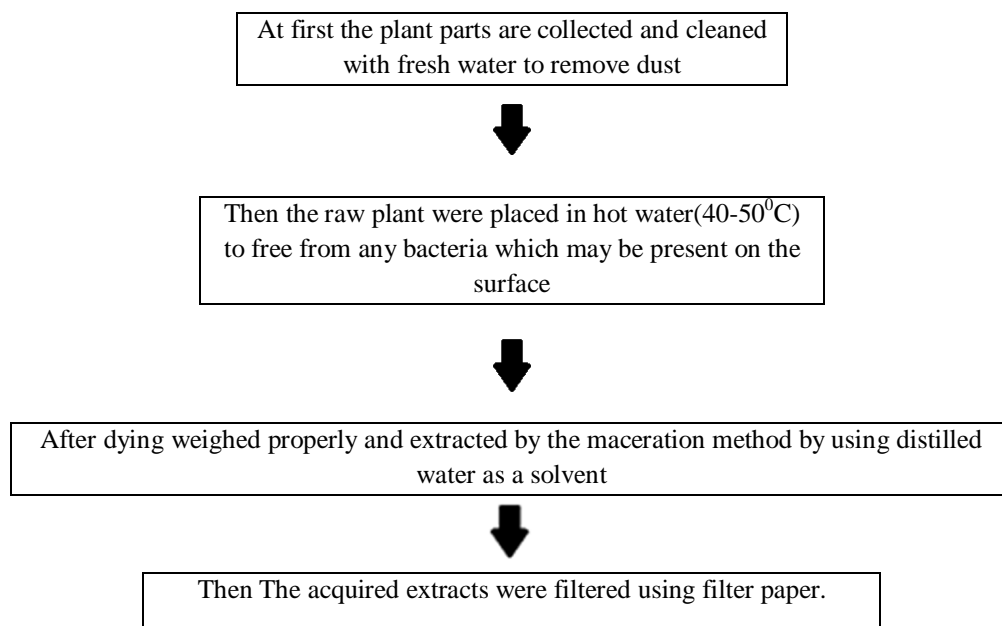 At first the plant parts are collected and cleaned
with fresh water to remove dust
Then the raw plant were placed in hot water(40-50⁰C)
to free from any bacteria which may be present on the
surface
After dying weighed properly and extracted by the maceration method by using distilled
water as a solvent
Then The acquired extracts were filtered using filter paper.